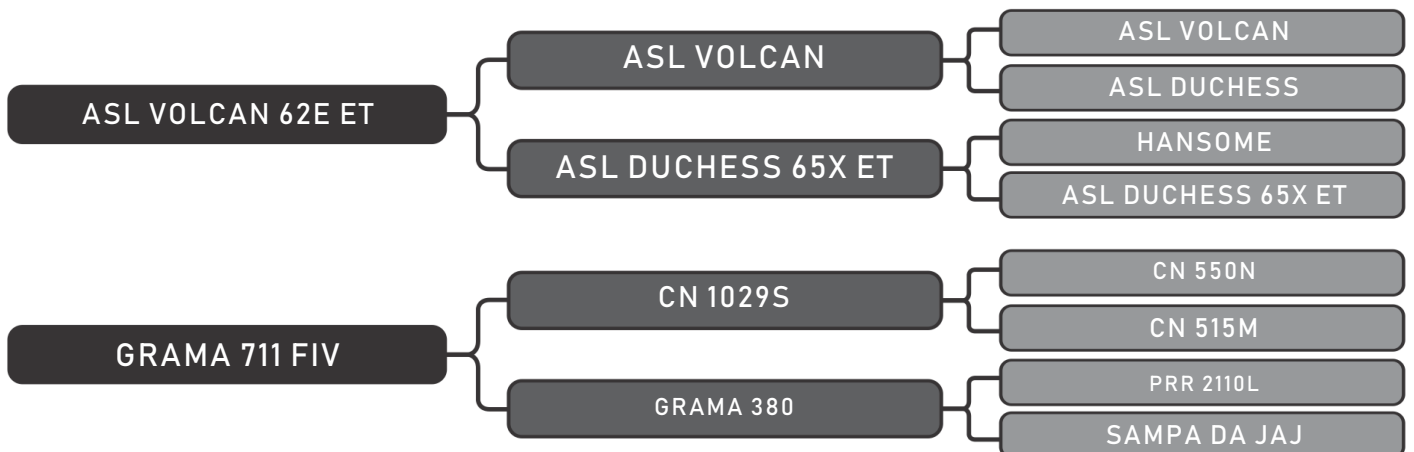 ASL VOLCAN 62E ET
ASL VOLCAN
ASL DUCHESS 65X ET
ASL VOLCAN
ASL DUCHESS
HANSOME
ASL DUCHESS 65X ET
GRAMA 711 FIV
CN 1029S
GRAMA 380
CN 550N
CN 515M
PRR 2110L
SAMPA DA JAJ